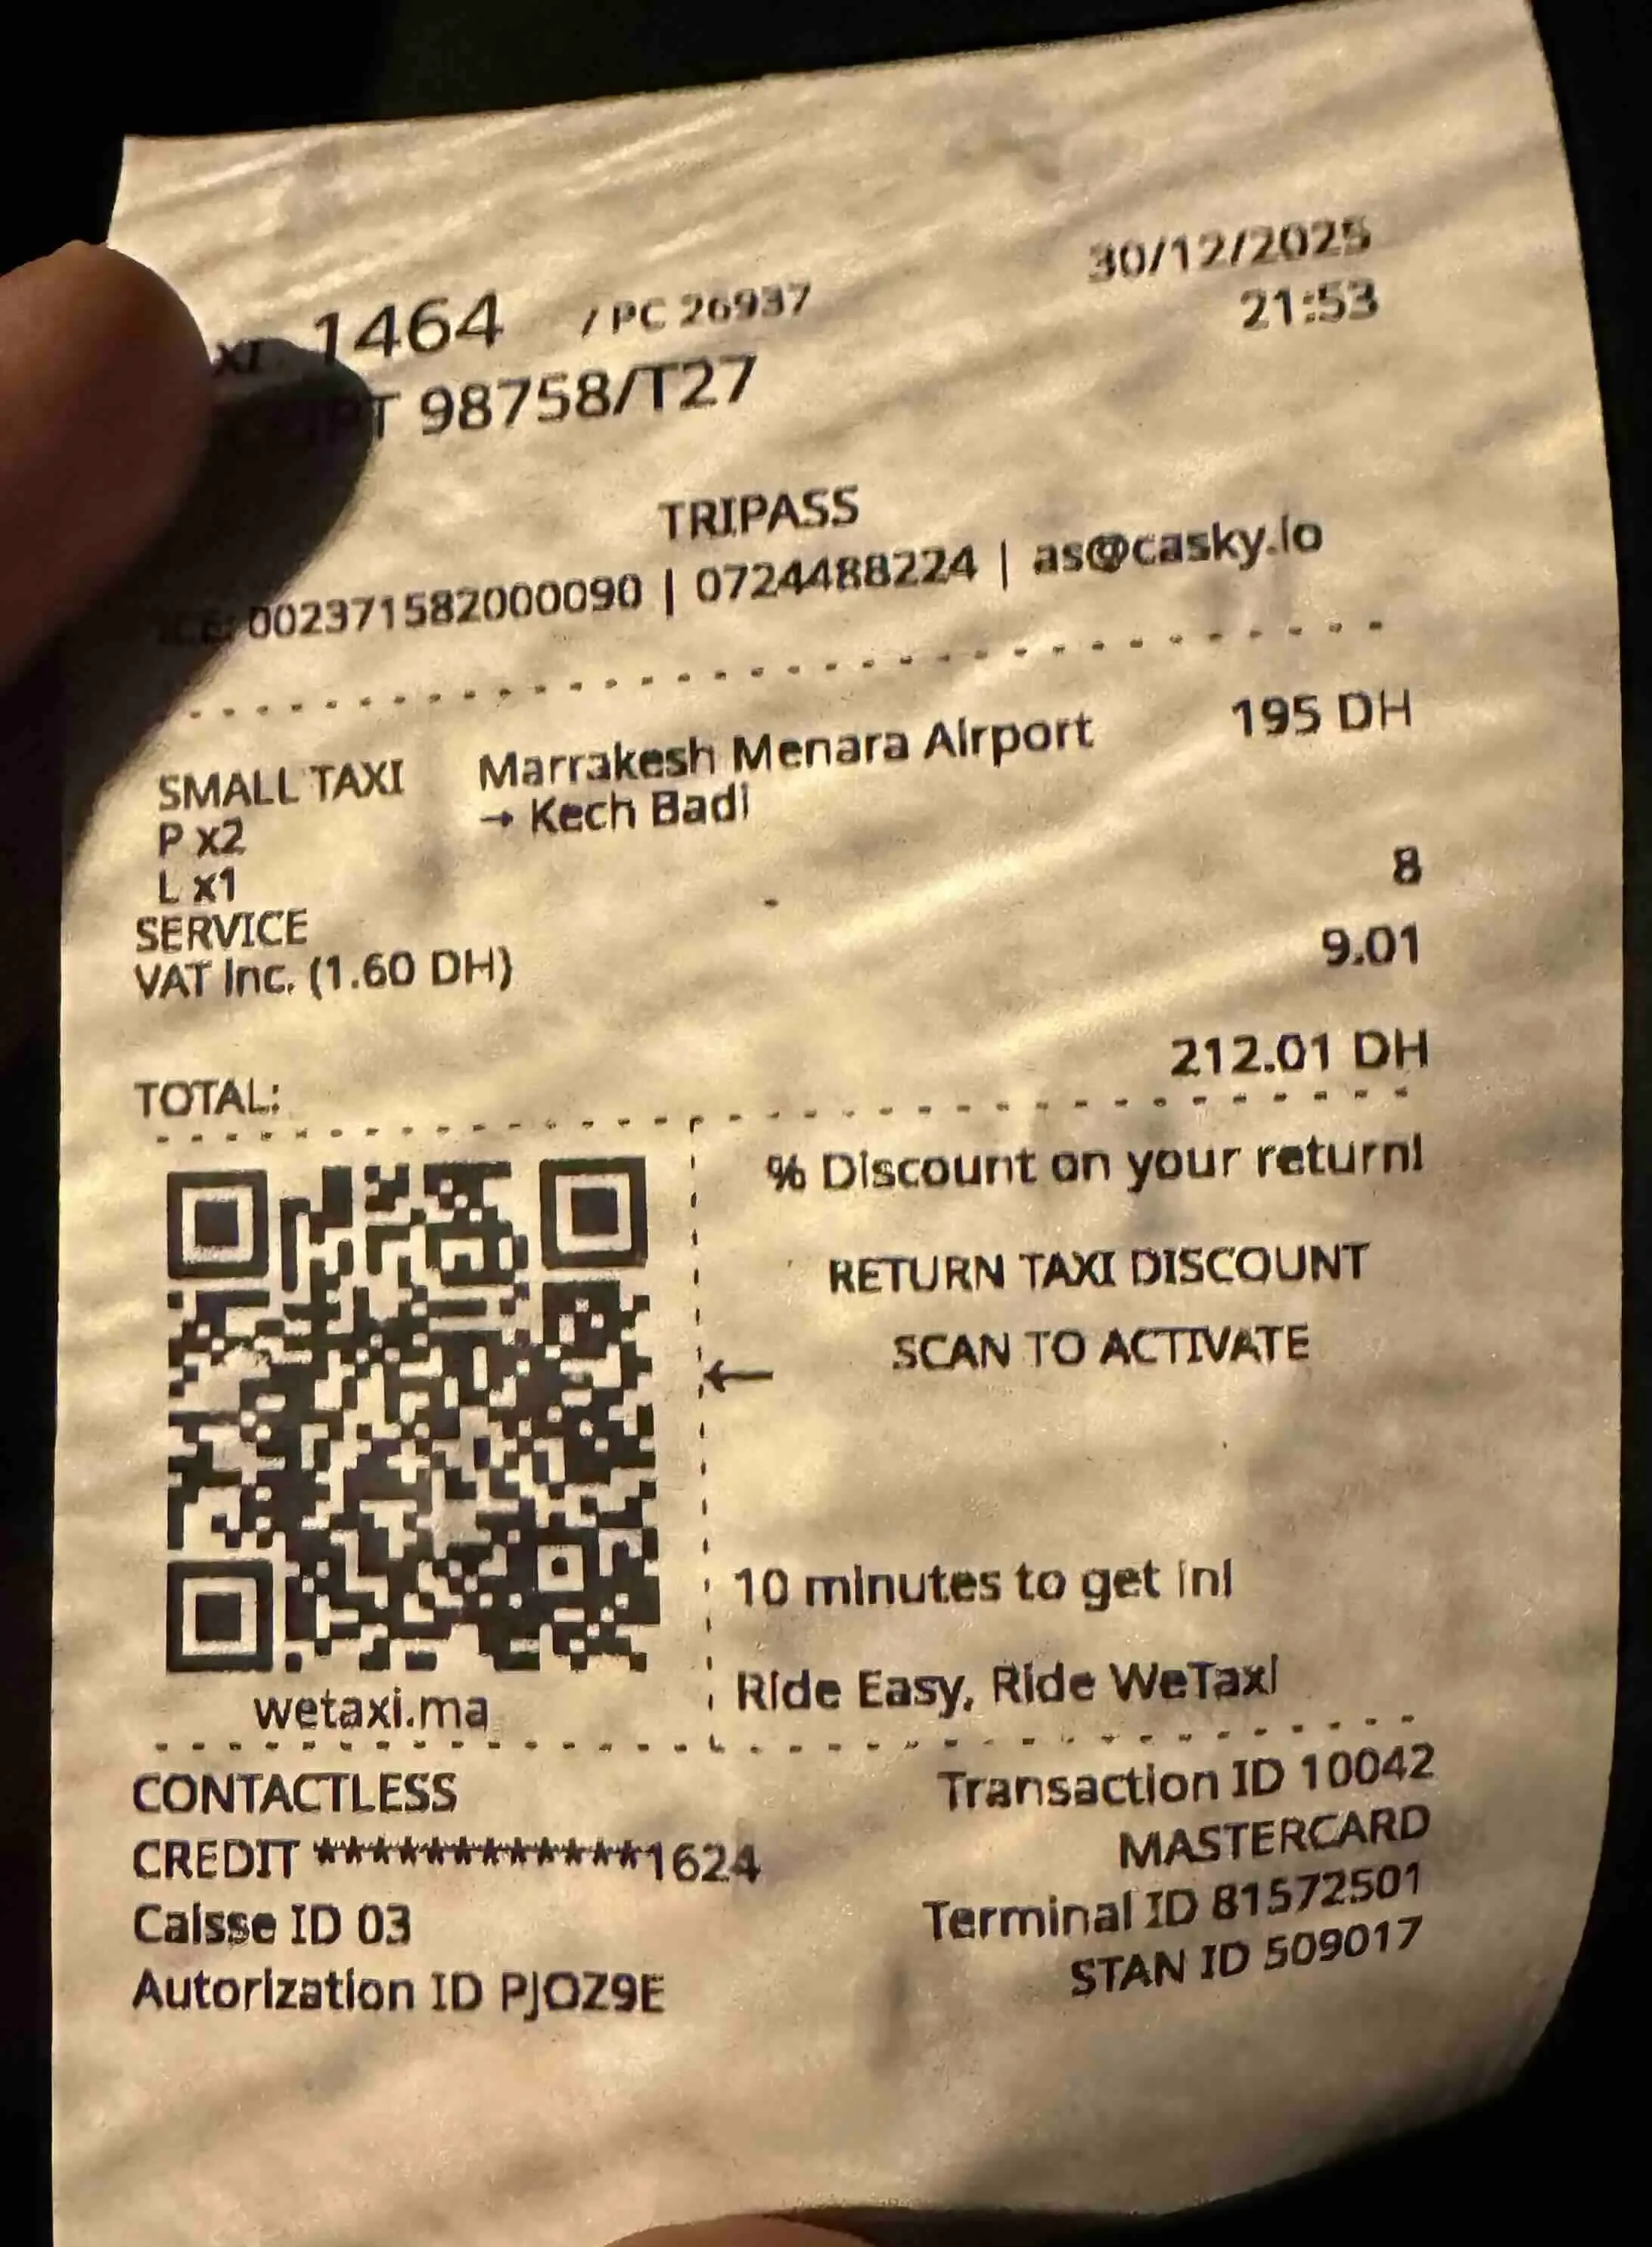 1464 / PC 26937 30/12/2025
21:53
98758/T27
TRIPASS
ICE: 002371582000090 | 0724488224 | as@casky.io
SMALL TAXI Marrakesh Menara Airport 195 DH
P x2 → Kech Badi
L x1
SERVICE 8
VAT Inc. (1.60 DH) 9.01
TOTAL: 212.01 DH
% Discount on your return!
RETURN TAXI DISCOUNT
← SCAN TO ACTIVATE
10 minutes to get in!
Ride Easy, Ride WeTaxi
wetaxi.ma
CONTACTLESS Transaction ID 10042
CREDIT ************1624 MASTERCARD
Caisse ID 03 Terminal ID 81572501
Autorization ID PJOZ9E STAN ID 509017